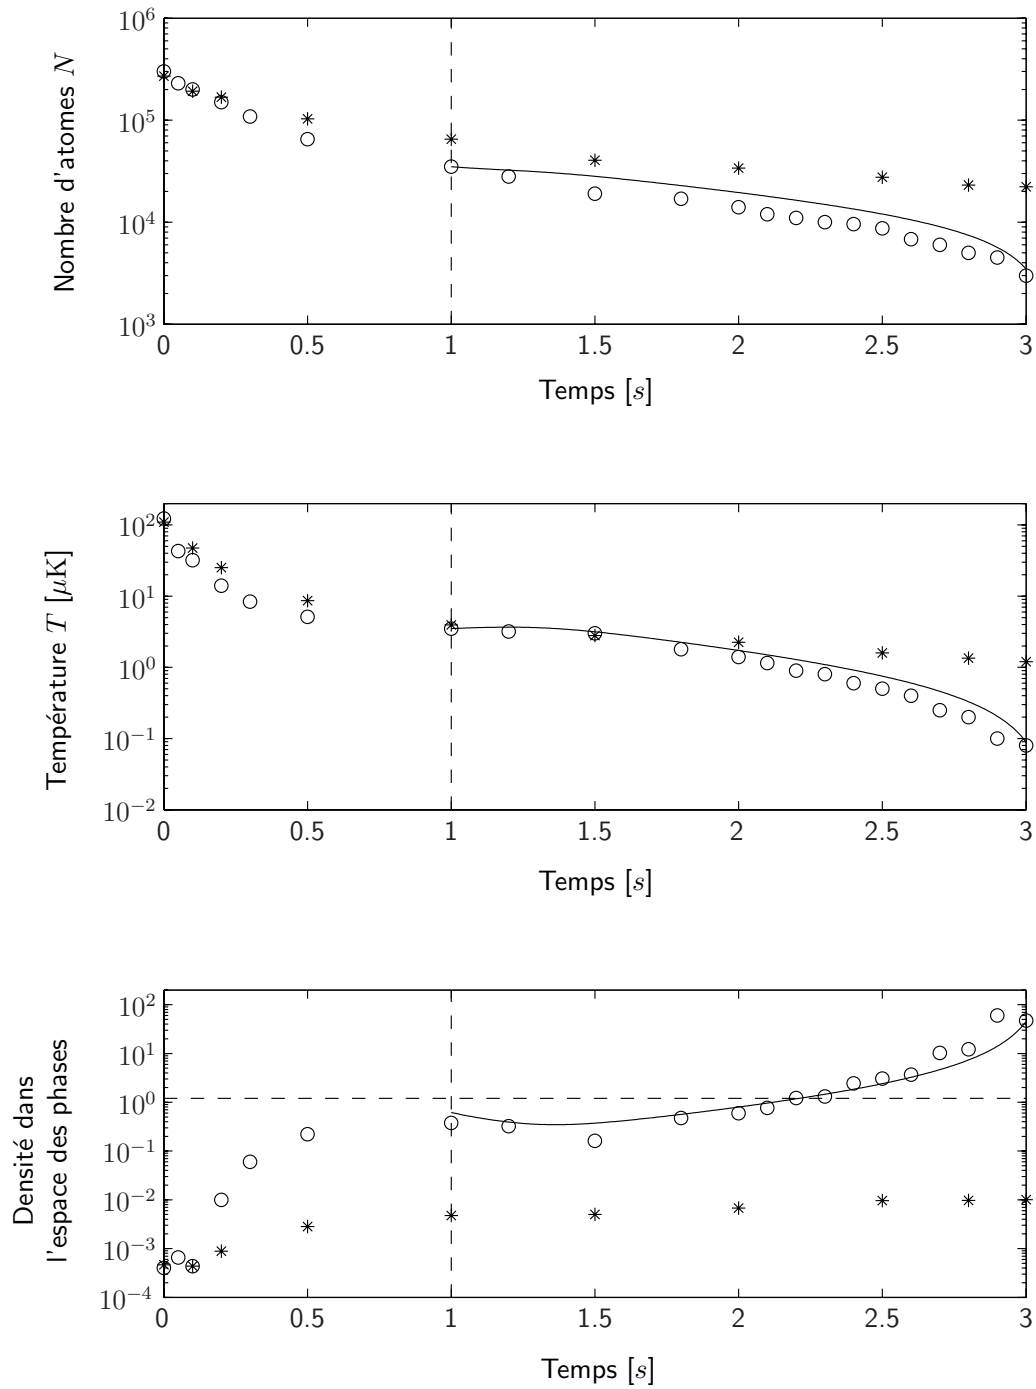 10^6
10^5
10^4
10^3
Nombre d'atomes N
0 0.5 1 1.5 2 2.5 3
Temps [s]
10^2
10^1
10^0
10^−1
10^−2
Température T [µK]
0 0.5 1 1.5 2 2.5 3
Temps [s]
10^2
10^1
10^0
10^−1
10^−2
10^−3
10^−4
Densité dans
l'espace des phases
0 0.5 1 1.5 2 2.5 3
Temps [s]